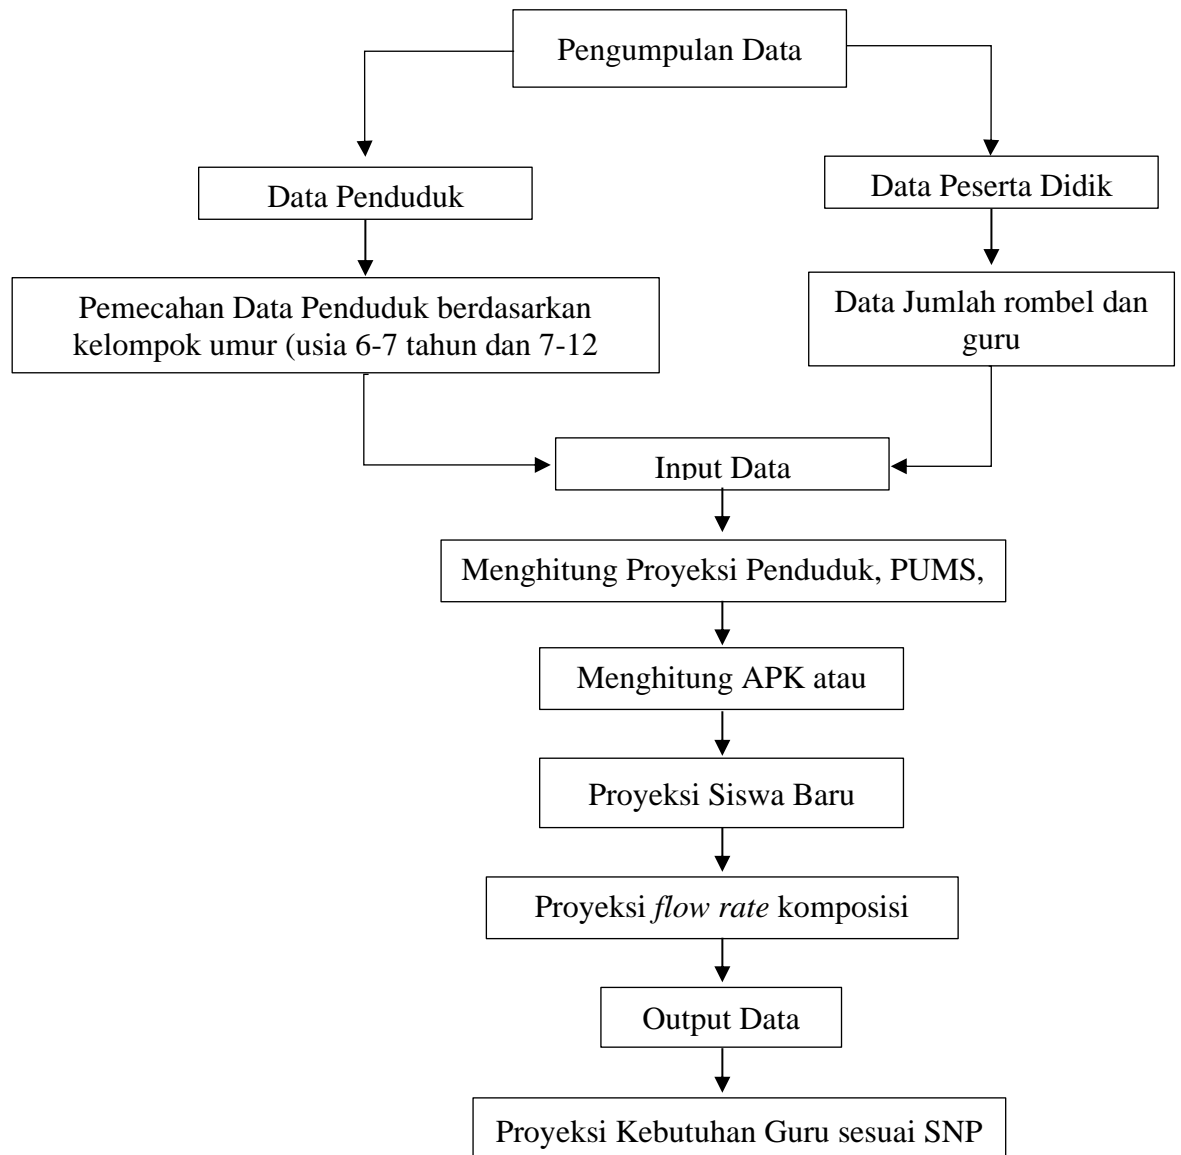 Pengumpulan Data
Data Penduduk
Data Peserta Didik
Pemecahan Data Penduduk berdasarkan
kelompok umur (usia 6-7 tahun dan 7-12
Data Jumlah rombel dan
guru
Input Data
Menghitung Proyeksi Penduduk, PUMS,
Menghitung APK atau
Proyeksi Siswa Baru
Proyeksi flow rate komposisi
Output Data
Proyeksi Kebutuhan Guru sesuai SNP